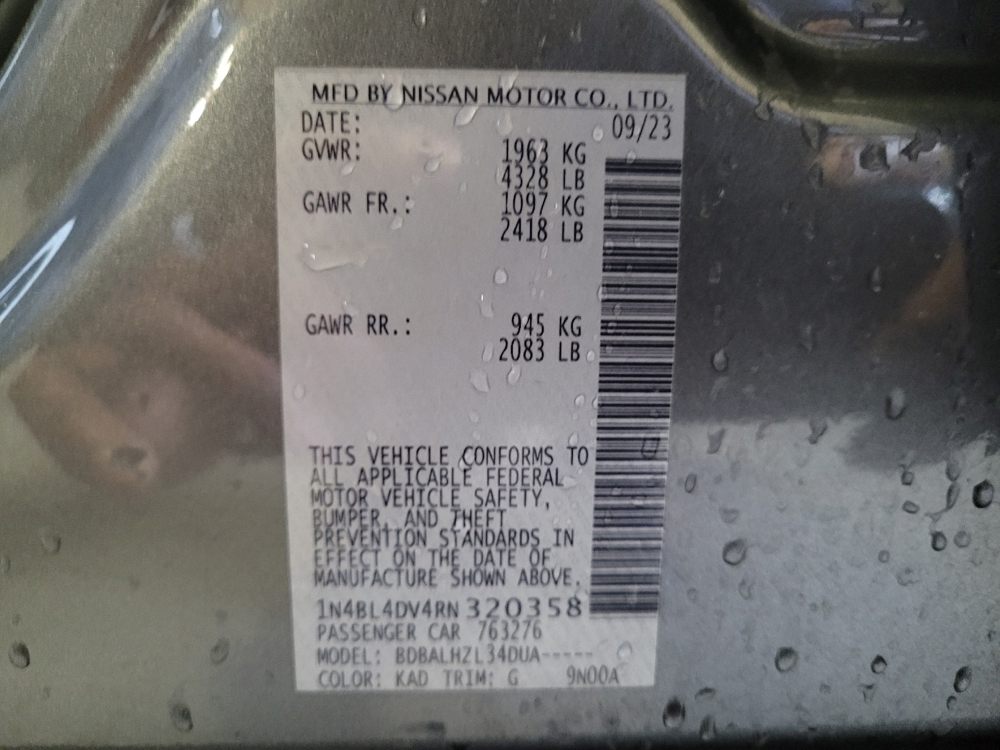 MFD BY NISSAN MOTOR CO., LTD.
DATE: 09/23
GVWR: 1963 KG
4328 LB
GAWR FR.: 1097 KG
2418 LB
GAWR RR.: 945 KG
2083 LB
THIS VEHICLE CONFORMS TO
ALL APPLICABLE FEDERAL
MOTOR VEHICLE SAFETY,
BUMPER, AND THEFT
PREVENTION STANDARDS IN
EFFECT ON THE DATE OF
MANUFACTURE SHOWN ABOVE.
1N4BL4DV4RN320358
PASSENGER CAR 763276
MODEL: BDBALHZL34DUA-----
COLOR: KAD TRIM: G 9N00A